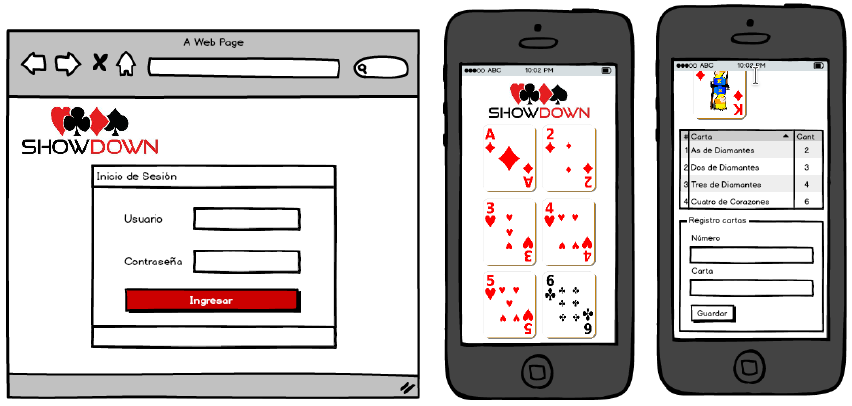 A Web Page
SHOWDOWN
Inicio de Sesión
Usuario
Contraseña
Ingresar
ABC 10:02 PM
SHOWDOWN
A A
2 2
3 3
4 4
5 5
6 6
ABC 10:02 PM
K
# Carta Cant.
1 As de Diamantes 2
2 Dos de Diamantes 3
3 Tres de Diamantes 4
4 Cuatro de Corazones 6
Registro cartas
Número
Carta
Guardar